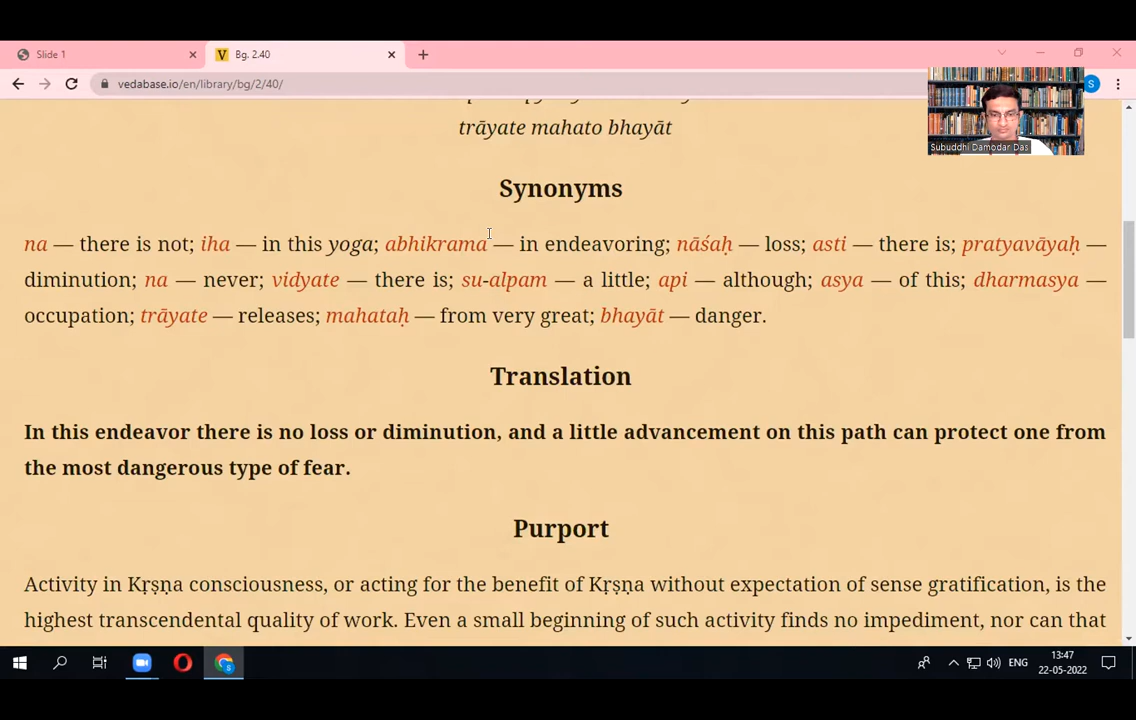 Slide 1
Bg. 2.40
vedabase.io/en/library/bg/2/40/
S
trāyate mahato bhayāt
Subuddhi Damodar Das
Synonyms
na — there is not; iha — in this yoga; abhikrama — in endeavoring; nāśaḥ — loss; asti — there is; pratyavāyaḥ —
diminution; na — never; vidyate — there is; su-alpam — a little; api — although; asya — of this; dharmasya —
occupation; trāyate — releases; mahataḥ — from very great; bhayāt — danger.
Translation
In this endeavor there is no loss or diminution, and a little advancement on this path can protect one from
the most dangerous type of fear.
Purport
Activity in Kṛṣṇa consciousness, or acting for the benefit of Kṛṣṇa without expectation of sense gratification, is the
highest transcendental quality of work. Even a small beginning of such activity finds no impediment, nor can that
ENG
13:47
22-05-2022